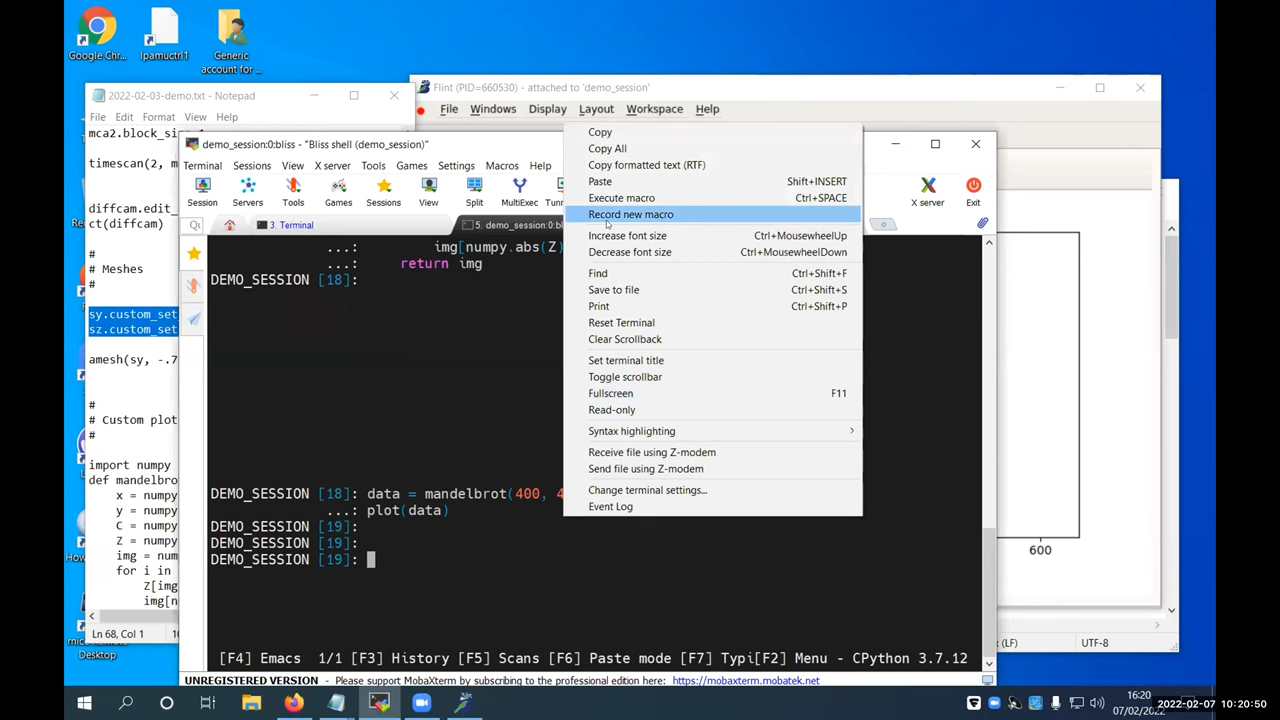 Google Chr...
lpamuctrl1
Generic
account for ...
2022-02-03-demo.txt - Notepad
File Edit Format View Help
mca2.block_si
timescan(2, m
diffcam.edit_
ct(diffcam)
#
# Meshes
#
sy.custom_set
sz.custom_set
amesh(sy, -.7
#
# Custom plot
#
import numpy
def mandelbro
x = numpy
y = numpy
C = numpy
Z = numpy
img = num
for i in
Z[img
img[n
Ln 68, Col 1
Desktop
Flint (PID=660530) - attached to 'demo_session'
File Windows Display Layout Workspace Help
600
(LF)
UTF-8
demo_session:0:bliss - "Bliss shell (demo_session)"
Terminal Sessions View X server Tools Games Settings Macros Help
Session Servers Tools Games Sessions View Split MultiExec Tunn X server Exit
3. Terminal
5. demo_session:0:bl
...: img[numpy.abs(Z)
...: return img
DEMO_SESSION [18]:
DEMO_SESSION [18]: data = mandelbrot(400, 4
...: plot(data)
DEMO_SESSION [19]:
DEMO_SESSION [19]:
DEMO_SESSION [19]:
[F4] Emacs 1/1 [F3] History [F5] Scans [F6] Paste mode [F7] Typi[F2] Menu - CPython 3.7.12
UNREGISTERED VERSION - Please support MobaXterm by subscribing to the professional edition here: https://mobaxterm.mobatek.net
Copy
Copy All
Copy formatted text (RTF)
Paste Shift+INSERT
Execute macro Ctrl+SPACE
Record new macro
Increase font size Ctrl+MousewheelUp
Decrease font size Ctrl+MousewheelDown
Find Ctrl+Shift+F
Save to file Ctrl+Shift+S
Print Ctrl+Shift+P
Reset Terminal
Clear Scrollback
Set terminal title
Toggle scrollbar
Fullscreen F11
Read-only
Syntax highlighting
Receive file using Z-modem
Send file using Z-modem
Change terminal settings...
Event Log
16:20
07/02/2022
2022-02-07 10:20:50